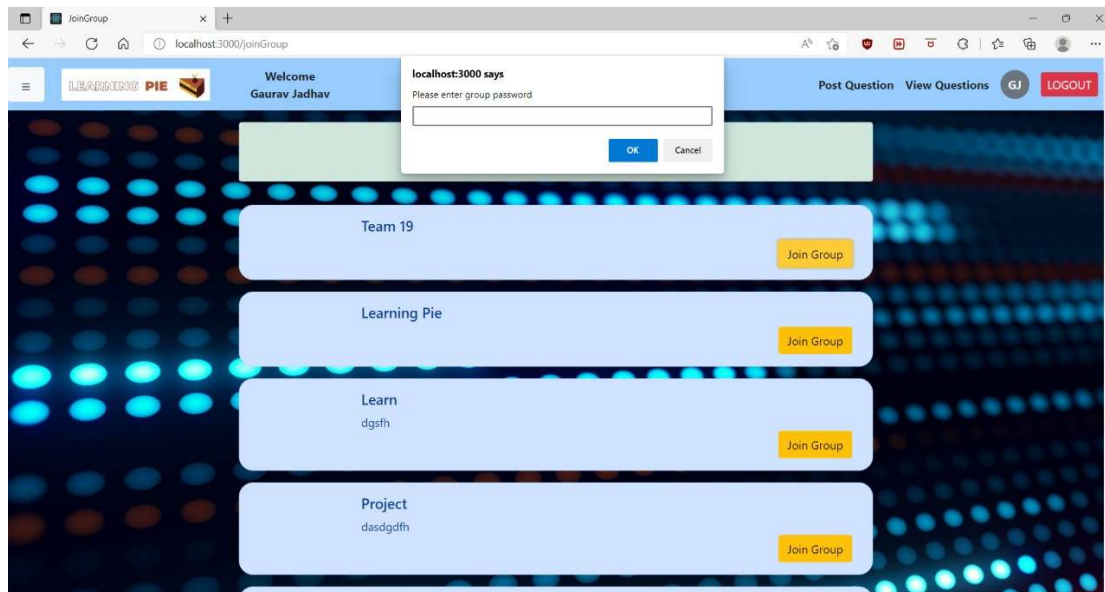 JoinGroup
localhost:3000/joinGroup
LEARNING PIE
Welcome
Gaurav Jadhav
localhost:3000 says
Please enter group password
OK
Cancel
Post Question
View Questions
GJ
LOGOUT
Team 19
Join Group
Learning Pie
Join Group
Learn
dgsfh
Join Group
Project
dasdgdfh
Join Group